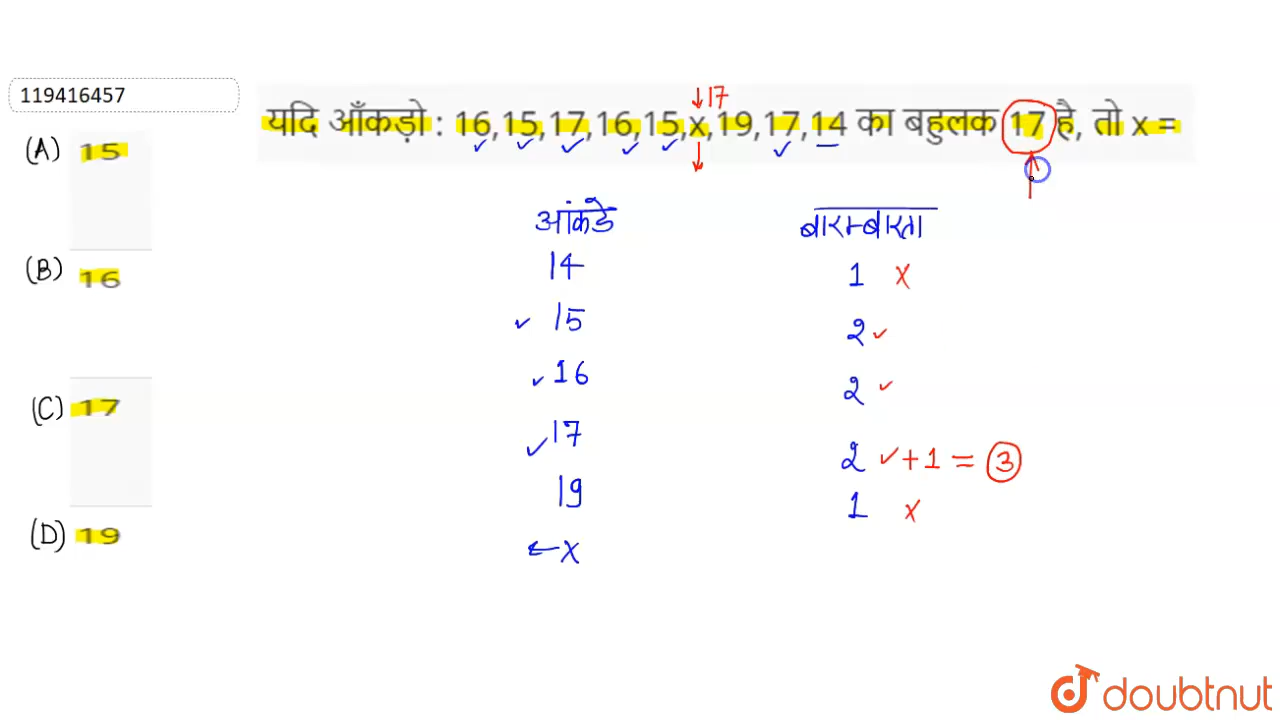 119416457
↓17
यदि आँकड़ो : 16,15,17,16,15,x,19,17,14 का बहुलक 17 है, तो x =
(A) 15
आंकडे बारम्बारता
(B) 16
14 1 x
15 2 ✓
16 2 ✓
(C) 17
17 2 ✓ +1 = 3
19 1 x
(D) 19
← x
doubtnut